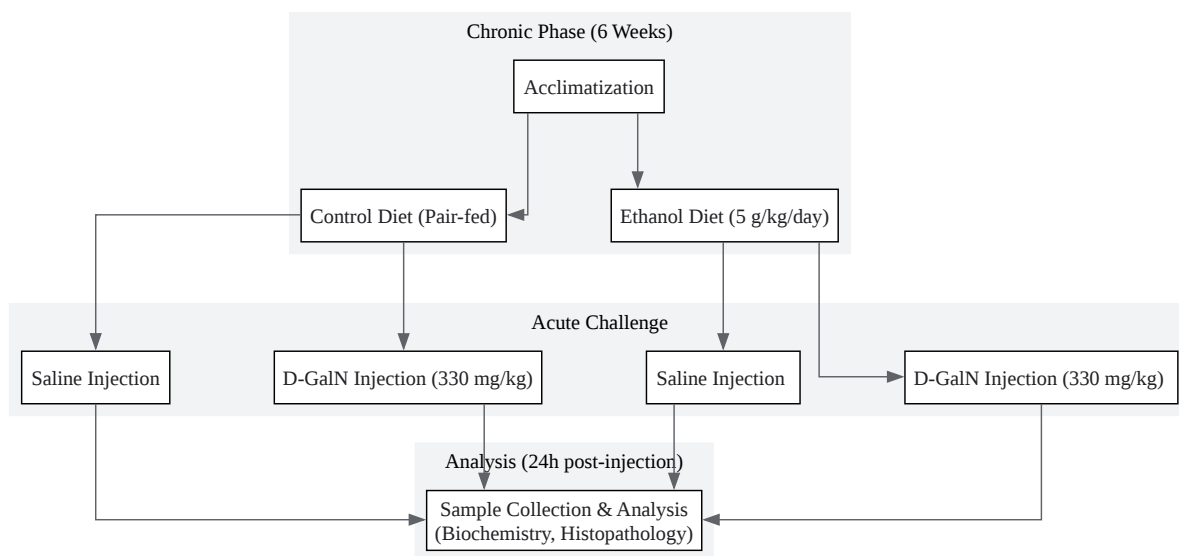 Chronic Phase (6 Weeks)
Acclimatization
Control Diet (Pair-fed)
Ethanol Diet (5 g/kg/day)
Acute Challenge
Saline Injection
D-GalN Injection (330 mg/kg)
Saline Injection
D-GalN Injection (330 mg/kg)
Analysis (24h post-injection)
Sample Collection & Analysis
(Biochemistry, Histopathology)